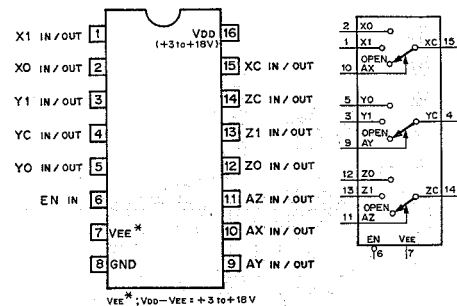 X1 IN/OUT 1
X0 IN/OUT 2
Y1 IN/OUT 3
YC IN/OUT 4
Y0 IN/OUT 5
EN IN 6
7 VEE*
8 GND
VDD 16
(+3 to +18V)
15 XC IN/OUT
14 ZC IN/OUT
13 Z1 IN/OUT
12 Z0 IN/OUT
11 AZ IN/OUT
10 AX IN/OUT
9 AY IN/OUT
VEE*; VDD-VEE = +3 to +18V
2 X0
1 X1 XC 15
OPEN
10 AX
5 Y0
3 Y1 YC 4
OPEN
9 AY
12 Z0
13 Z1 ZC 14
OPEN
11 AZ
EN VEE
6 7